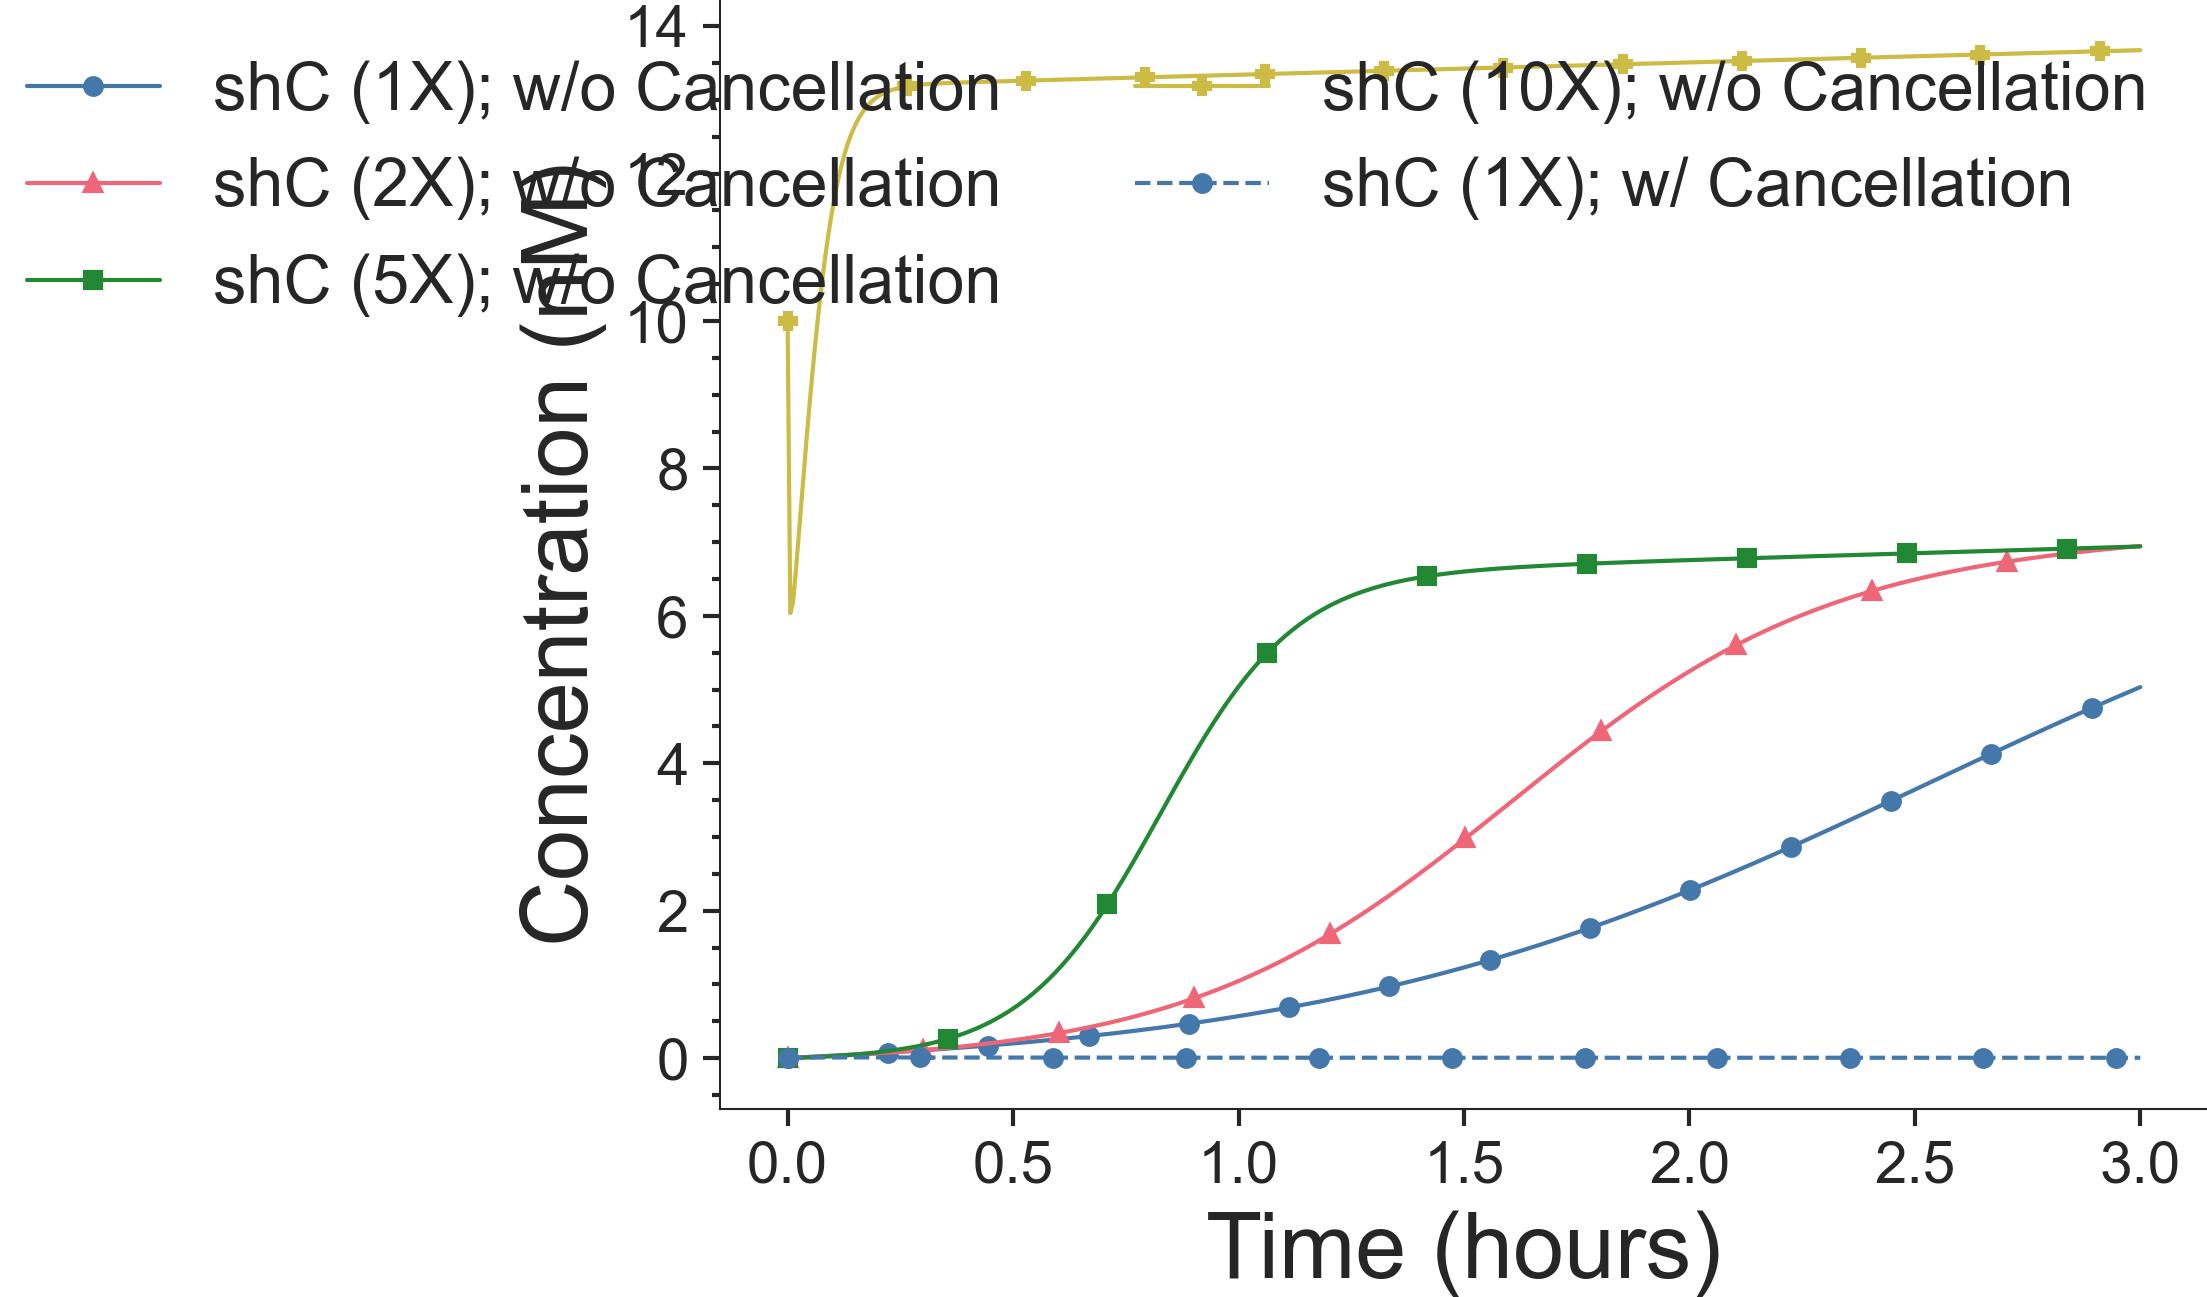 shC (1X); w/o Cancellation
shC (2X); w/o Cancellation
shC (5X); w/o Cancellation
shC (10X); w/o Cancellation
shC (1X); w/ Cancellation
Concentration (nM)
14
12
10
8
6
4
2
0
0.0 0.5 1.0 1.5 2.0 2.5 3.0
Time (hours)